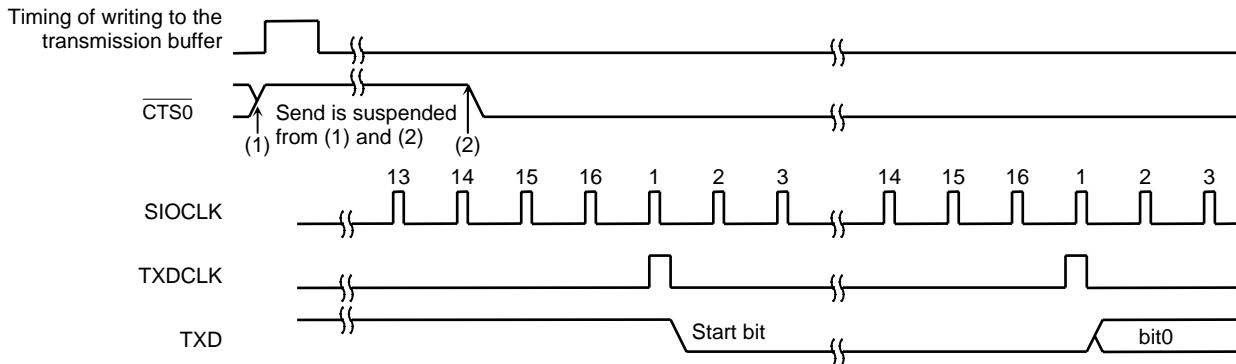 Timing of writing to the
transmission buffer
CTS0
Send is suspended
from (1) and (2)
(1)
(2)
13 14 15 16 1 2 3 14 15 16 1 2 3
SIOCLK
TXDCLK
TXD
Start bit
bit0